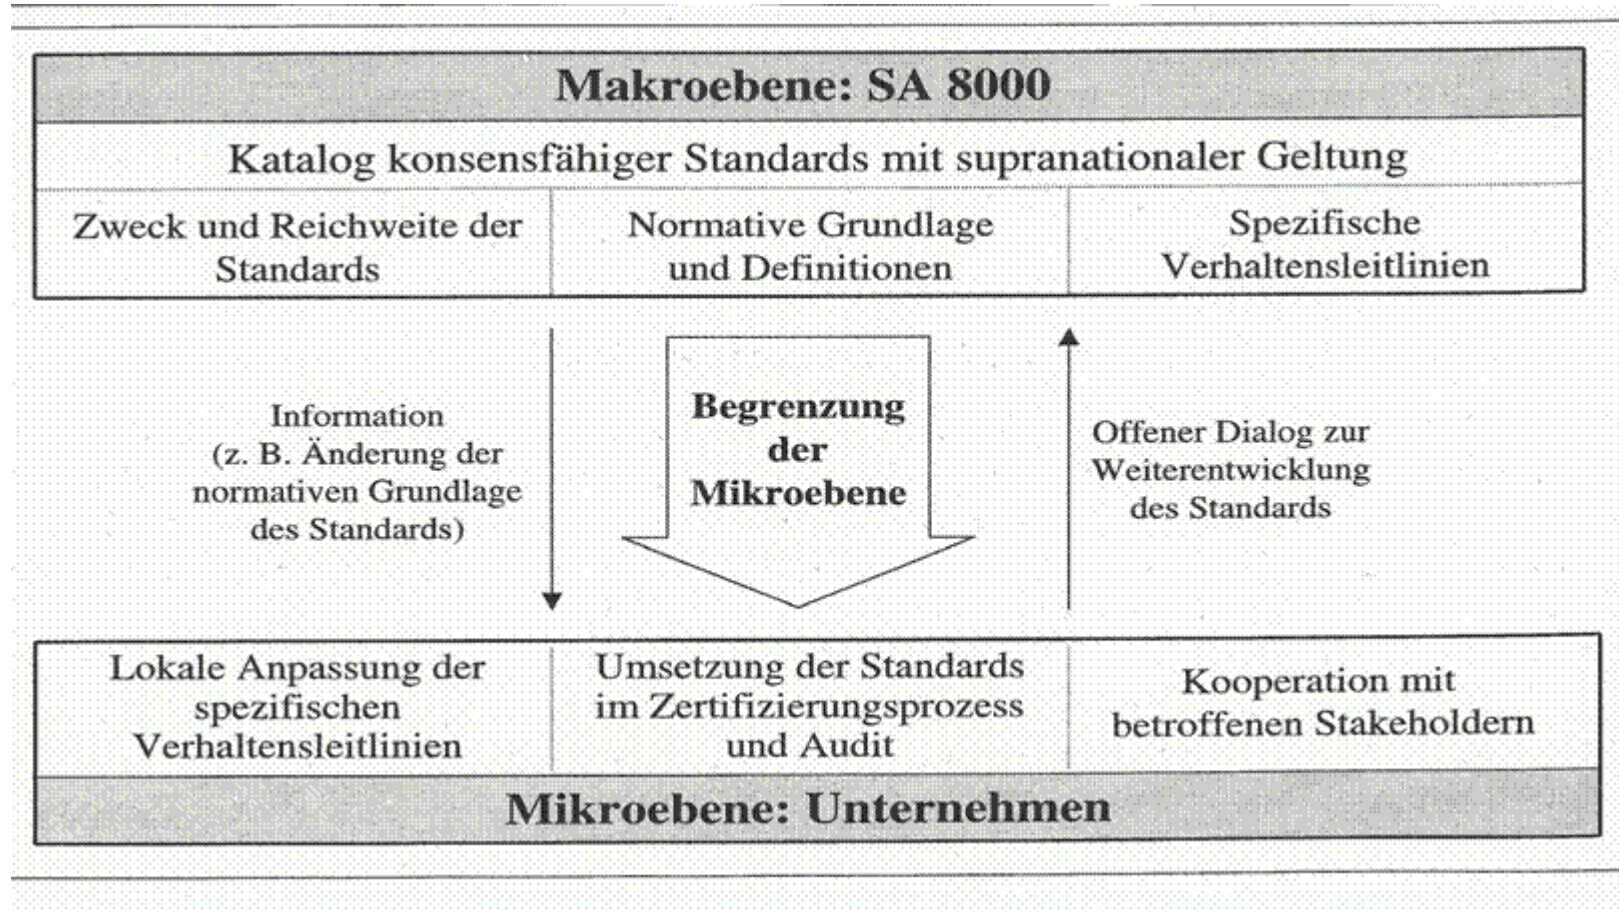 Makroebene: SA 8000
Katalog konsensfähiger Standards mit supranationaler Geltung
Zweck und Reichweite der
Standards
Normative Grundlage
und Definitionen
Spezifische
Verhaltensleitlinien
Information
(z. B. Änderung der
normativen Grundlage
des Standards)
Begrenzung
der
Mikroebene
Offener Dialog zur
Weiterentwicklung
des Standards
Lokale Anpassung der
spezifischen
Verhaltensleitlinien
Umsetzung der Standards
im Zertifizierungsprozess
und Audit
Kooperation mit
betroffenen Stakeholdern
Mikroebene: Unternehmen